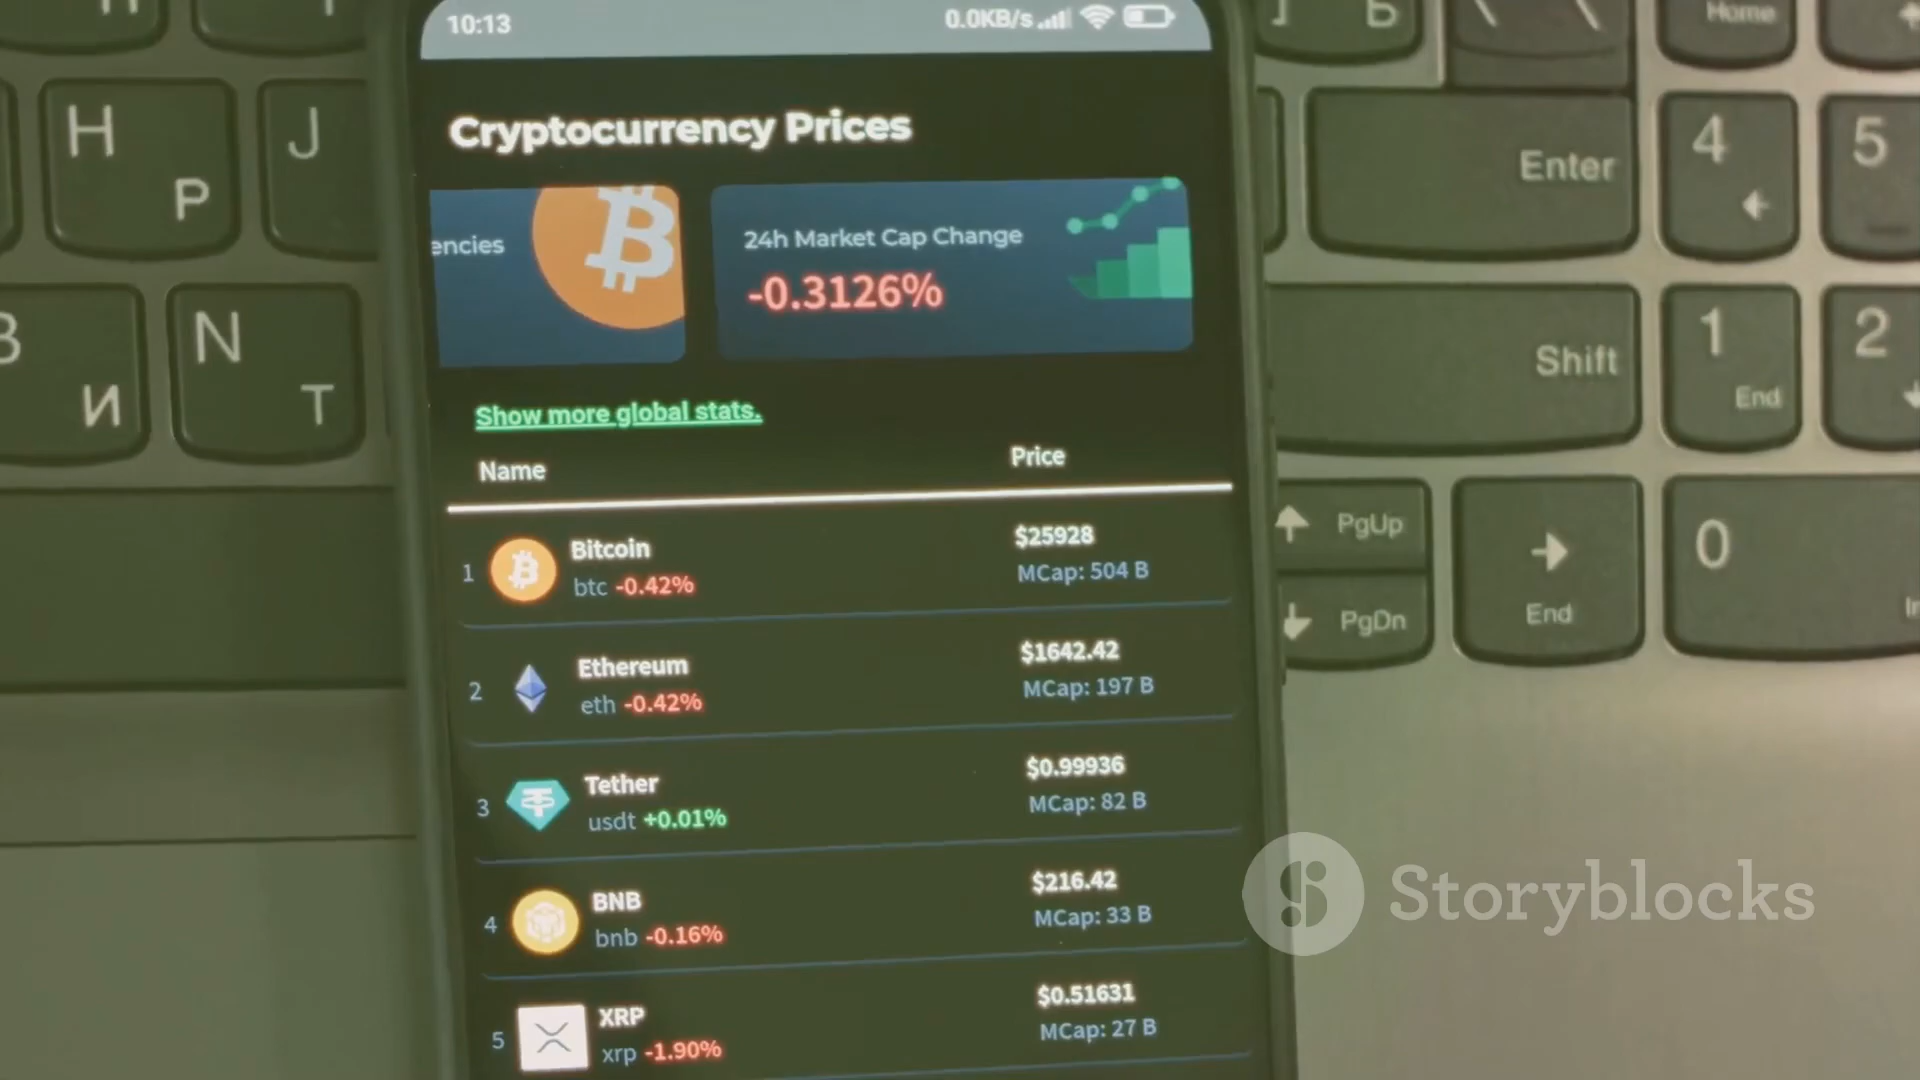 10:13
0.0KB/s
Cryptocurrency Prices
encies
24h Market Cap Change
-0.3126%
Show more global stats.
Name Price
1 Bitcoin $25928
btc -0.42% MCap: 504 B
2 Ethereum $1642.42
eth -0.42% MCap: 197 B
3 Tether $0.99936
usdt +0.01% MCap: 82 B
4 BNB $216.42
bnb -0.16% MCap: 33 B
5 XRP $0.51631
xrp -1.90% MCap: 27 B
H
Р
J
И
N
Т
Ь
Home
Enter
4
5
Shift
1
End
2
PgUp
PgDn
End
0
Storyblocks